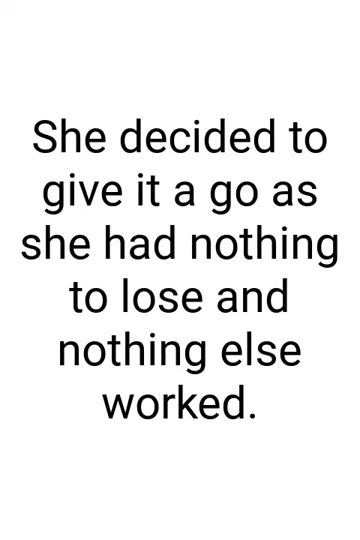 She decided to
give it a go as
she had nothing
to lose and
nothing else
worked.